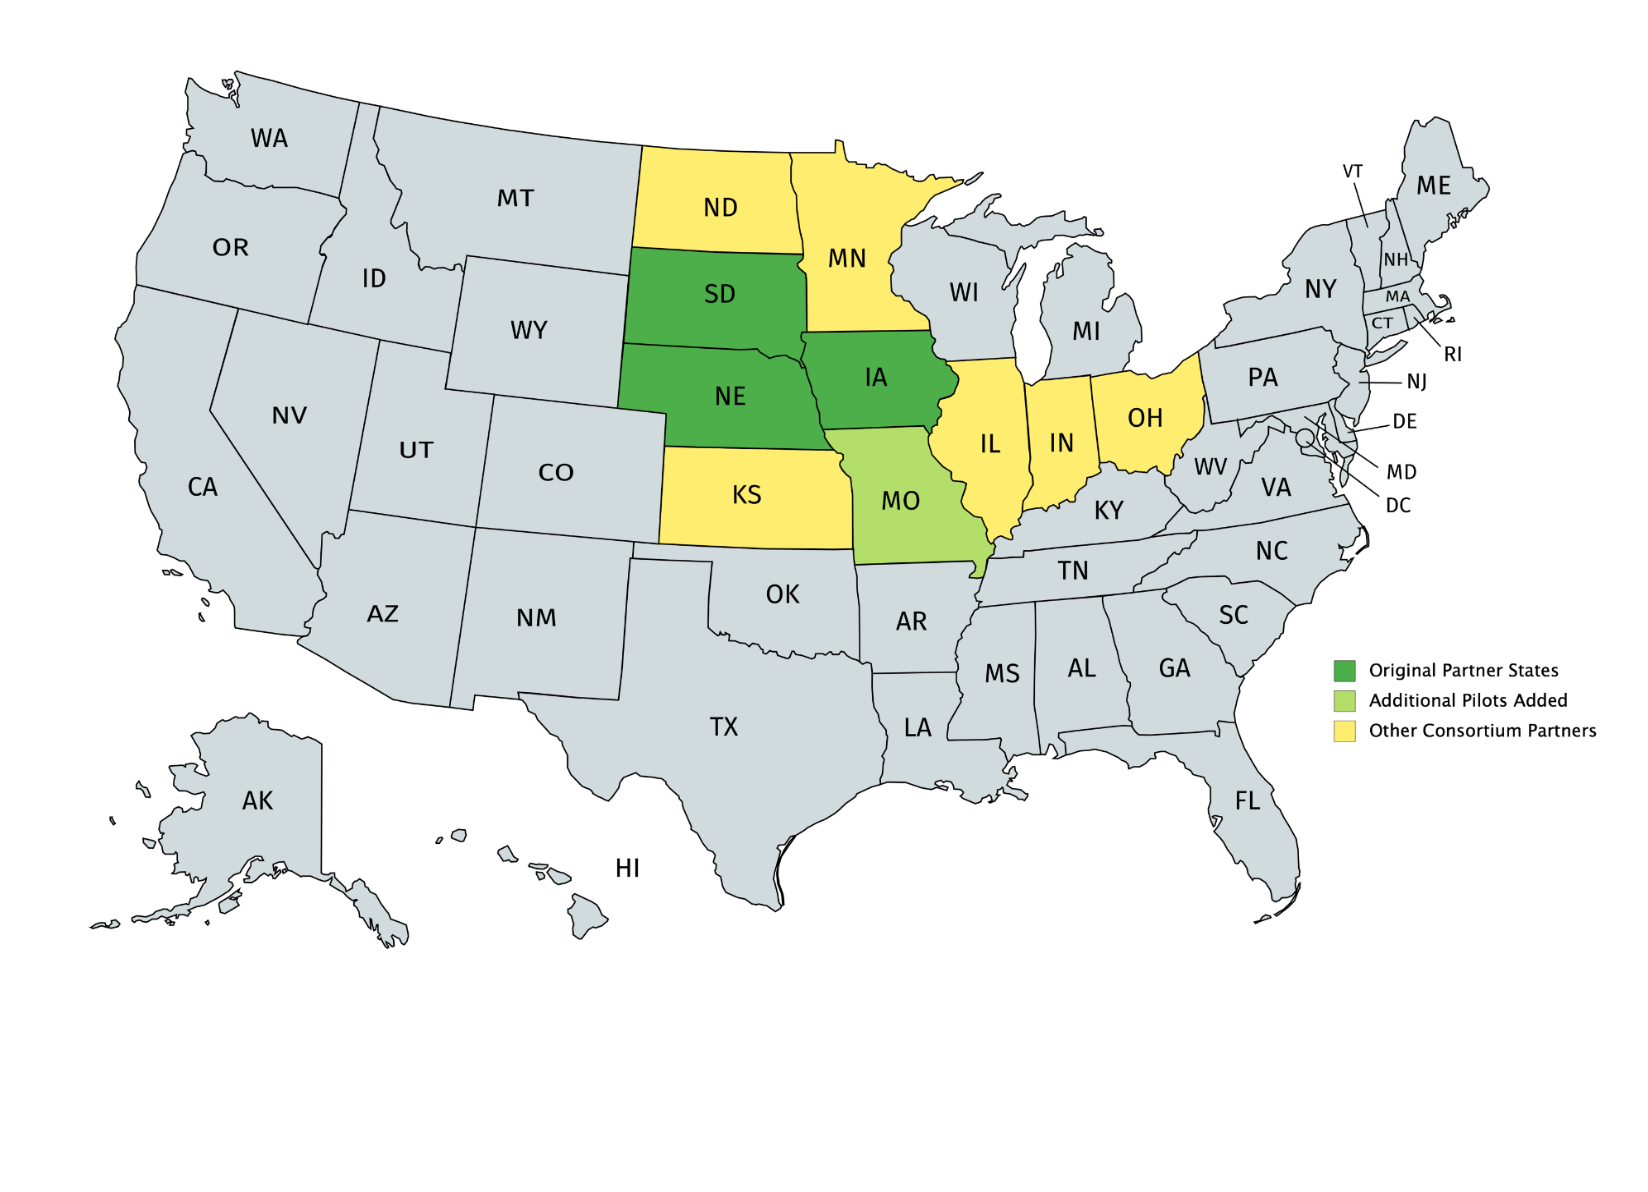 WA
MT
ND
MN
VT
ME
OR
ID
SD
WI
MI
NY
NH
MA
CT
RI
WY
NE
IA
PA
NJ
NV
UT
CO
KS
MO
IL
IN
OH
WV
VA
DE
MD
DC
CA
KY
NC
TN
AZ
NM
OK
AR
SC
MS
AL
GA
TX
LA
FL
AK
HI
Original Partner States
Additional Pilots Added
Other Consortium Partners